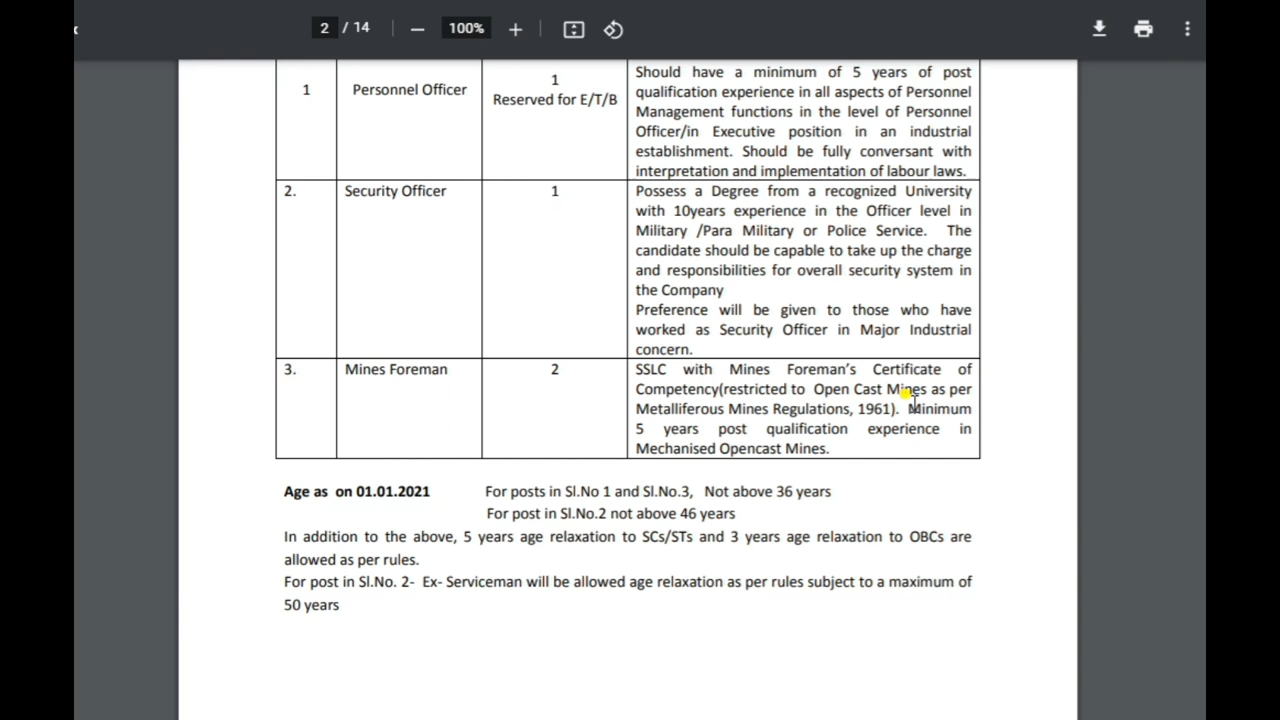 2 / 14
100%
1
Personnel Officer
1
Reserved for E/T/B
Should have a minimum of 5 years of post
qualification experience in all aspects of Personnel
Management functions in the level of Personnel
Officer/in Executive position in an industrial
establishment. Should be fully conversant with
interpretation and implementation of labour laws.
2.
Security Officer
1
Possess a Degree from a recognized University
with 10years experience in the Officer level in
Military /Para Military or Police Service. The
candidate should be capable to take up the charge
and responsibilities for overall security system in
the Company
Preference will be given to those who have
worked as Security Officer in Major Industrial
concern.
3.
Mines Foreman
2
SSLC with Mines Foreman's Certificate of
Competency(restricted to Open Cast Mines as per
Metalliferous Mines Regulations, 1961). Minimum
5 years post qualification experience in
Mechanised Opencast Mines.
Age as on 01.01.2021 For posts in Sl.No 1 and Sl.No.3, Not above 36 years
For post in Sl.No.2 not above 46 years
In addition to the above, 5 years age relaxation to SCs/STs and 3 years age relaxation to OBCs are
allowed as per rules.
For post in Sl.No. 2- Ex- Serviceman will be allowed age relaxation as per rules subject to a maximum of
50 years